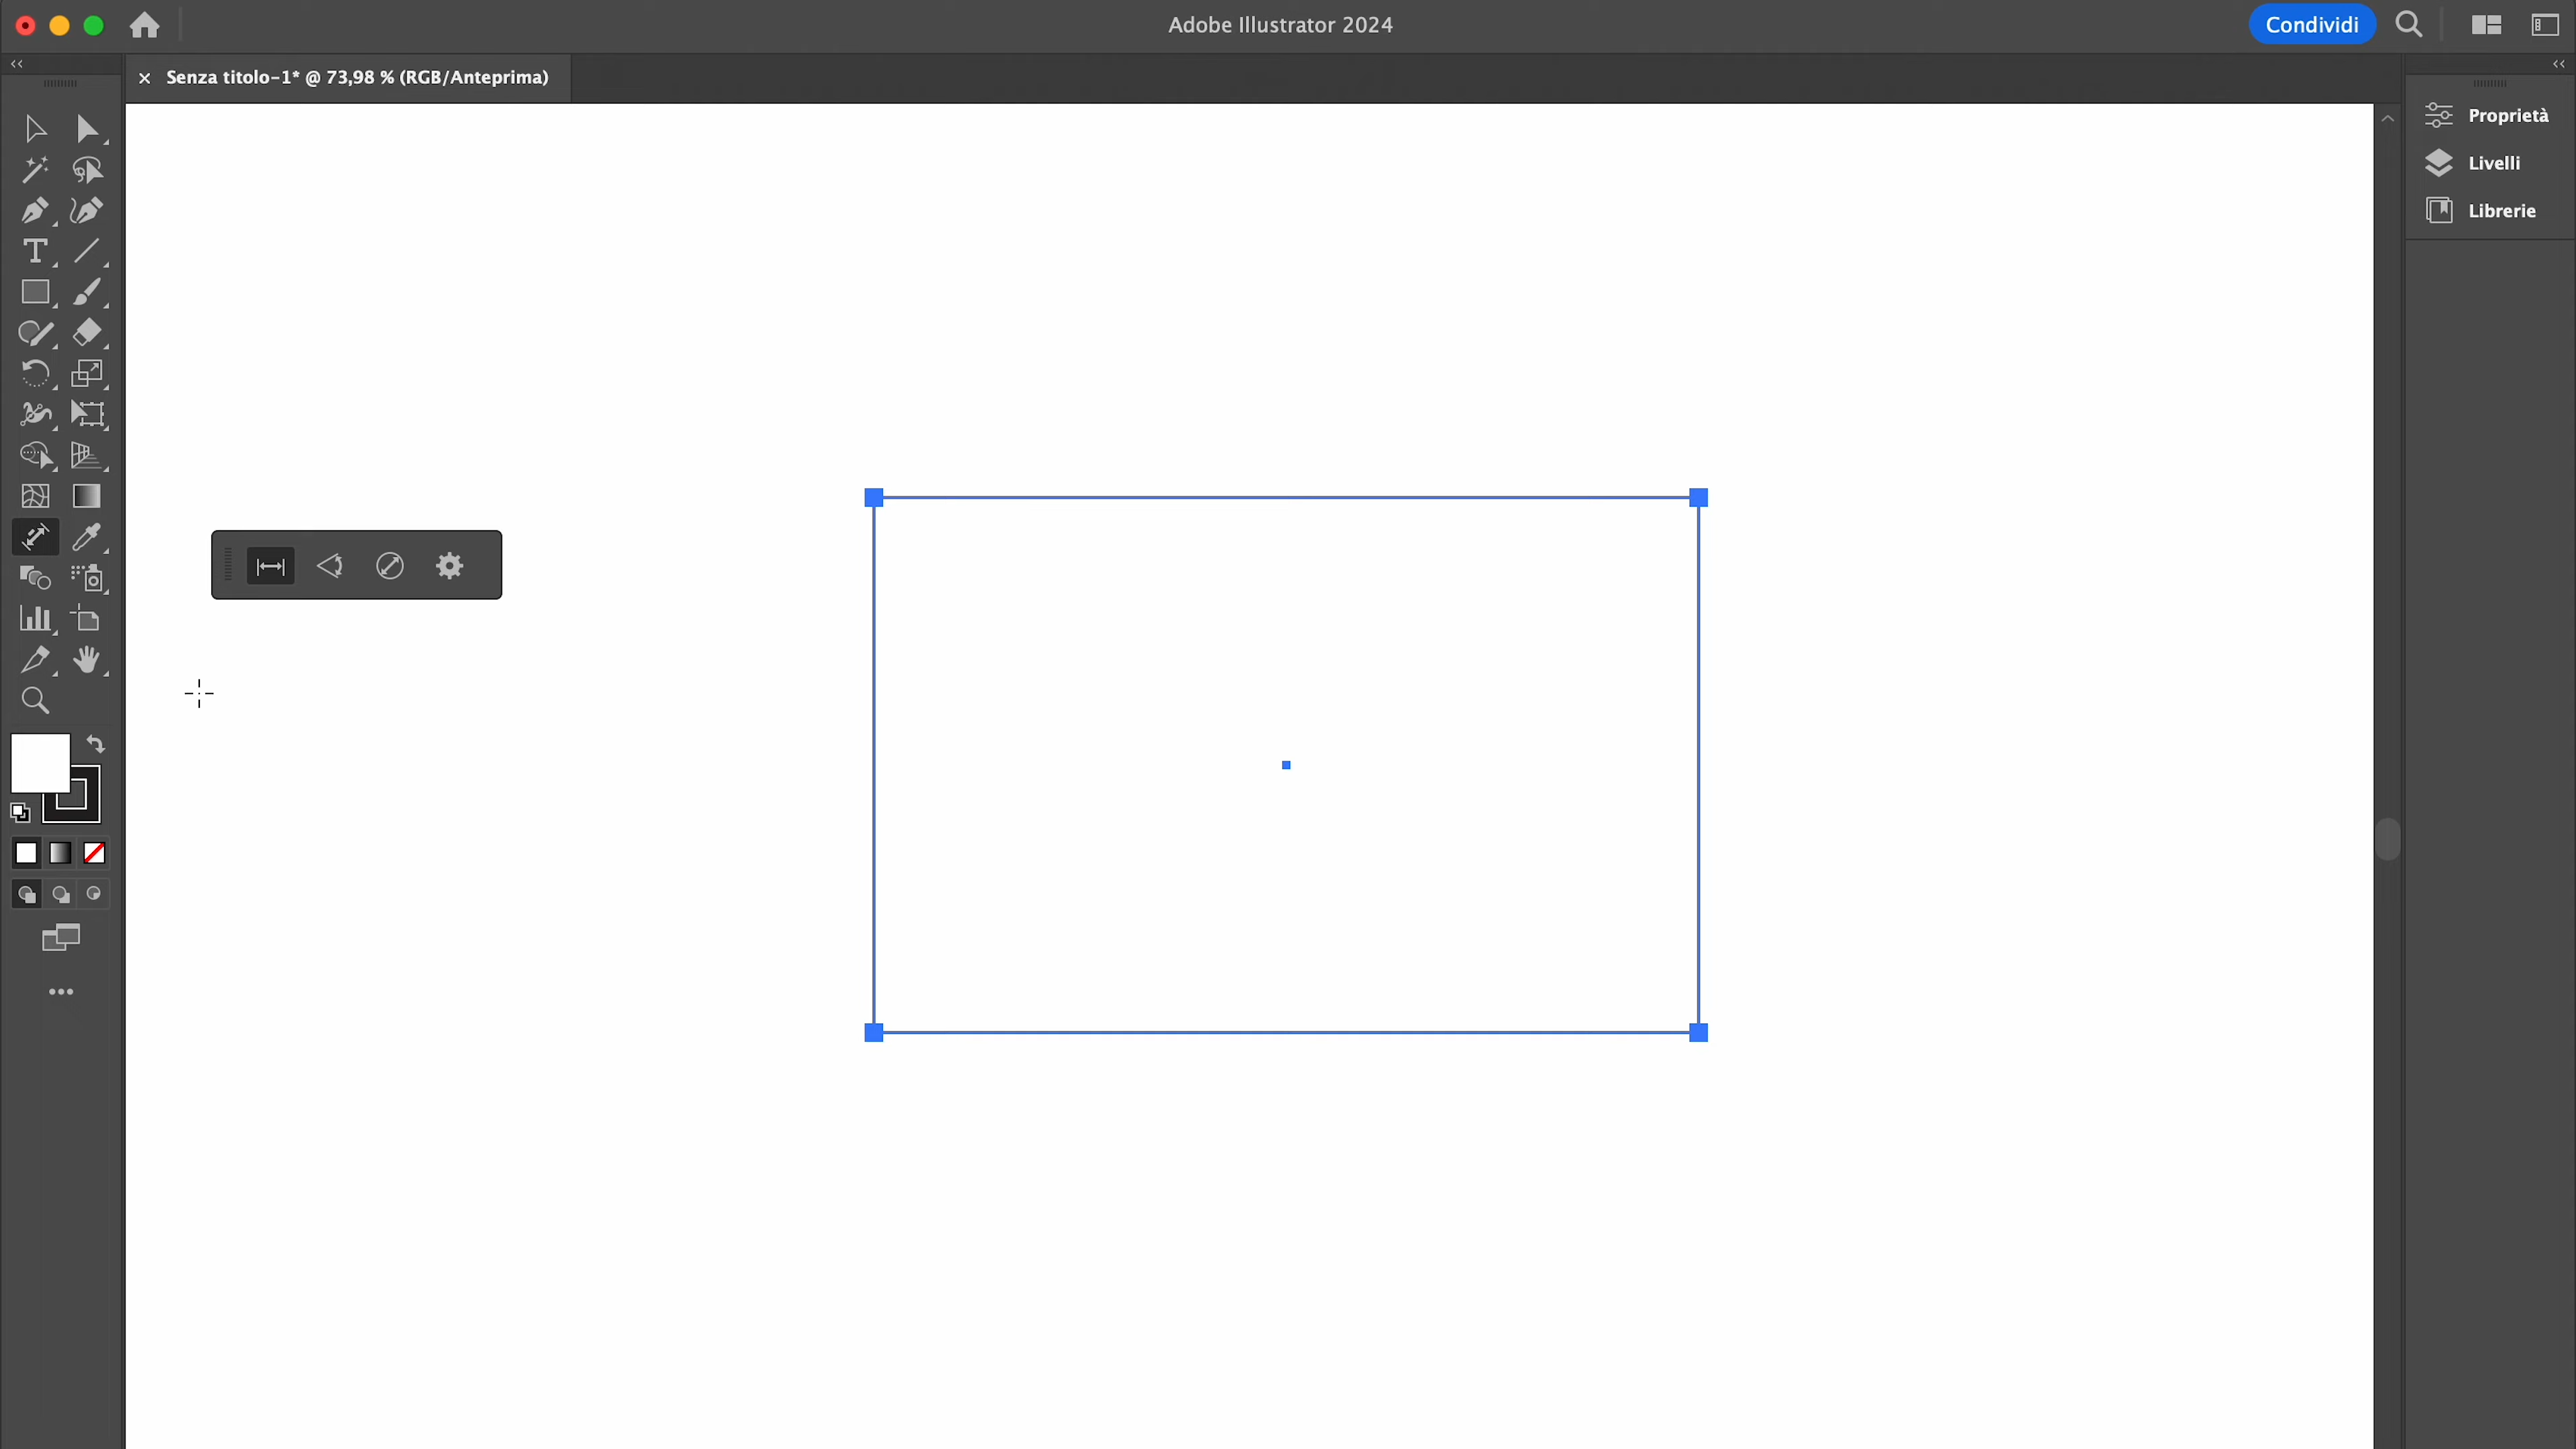 Adobe Illustrator 2024
Condividi
Senza titolo-1* @ 73,98 % (RGB/Anteprima)
Proprietà
Livelli
Librerie